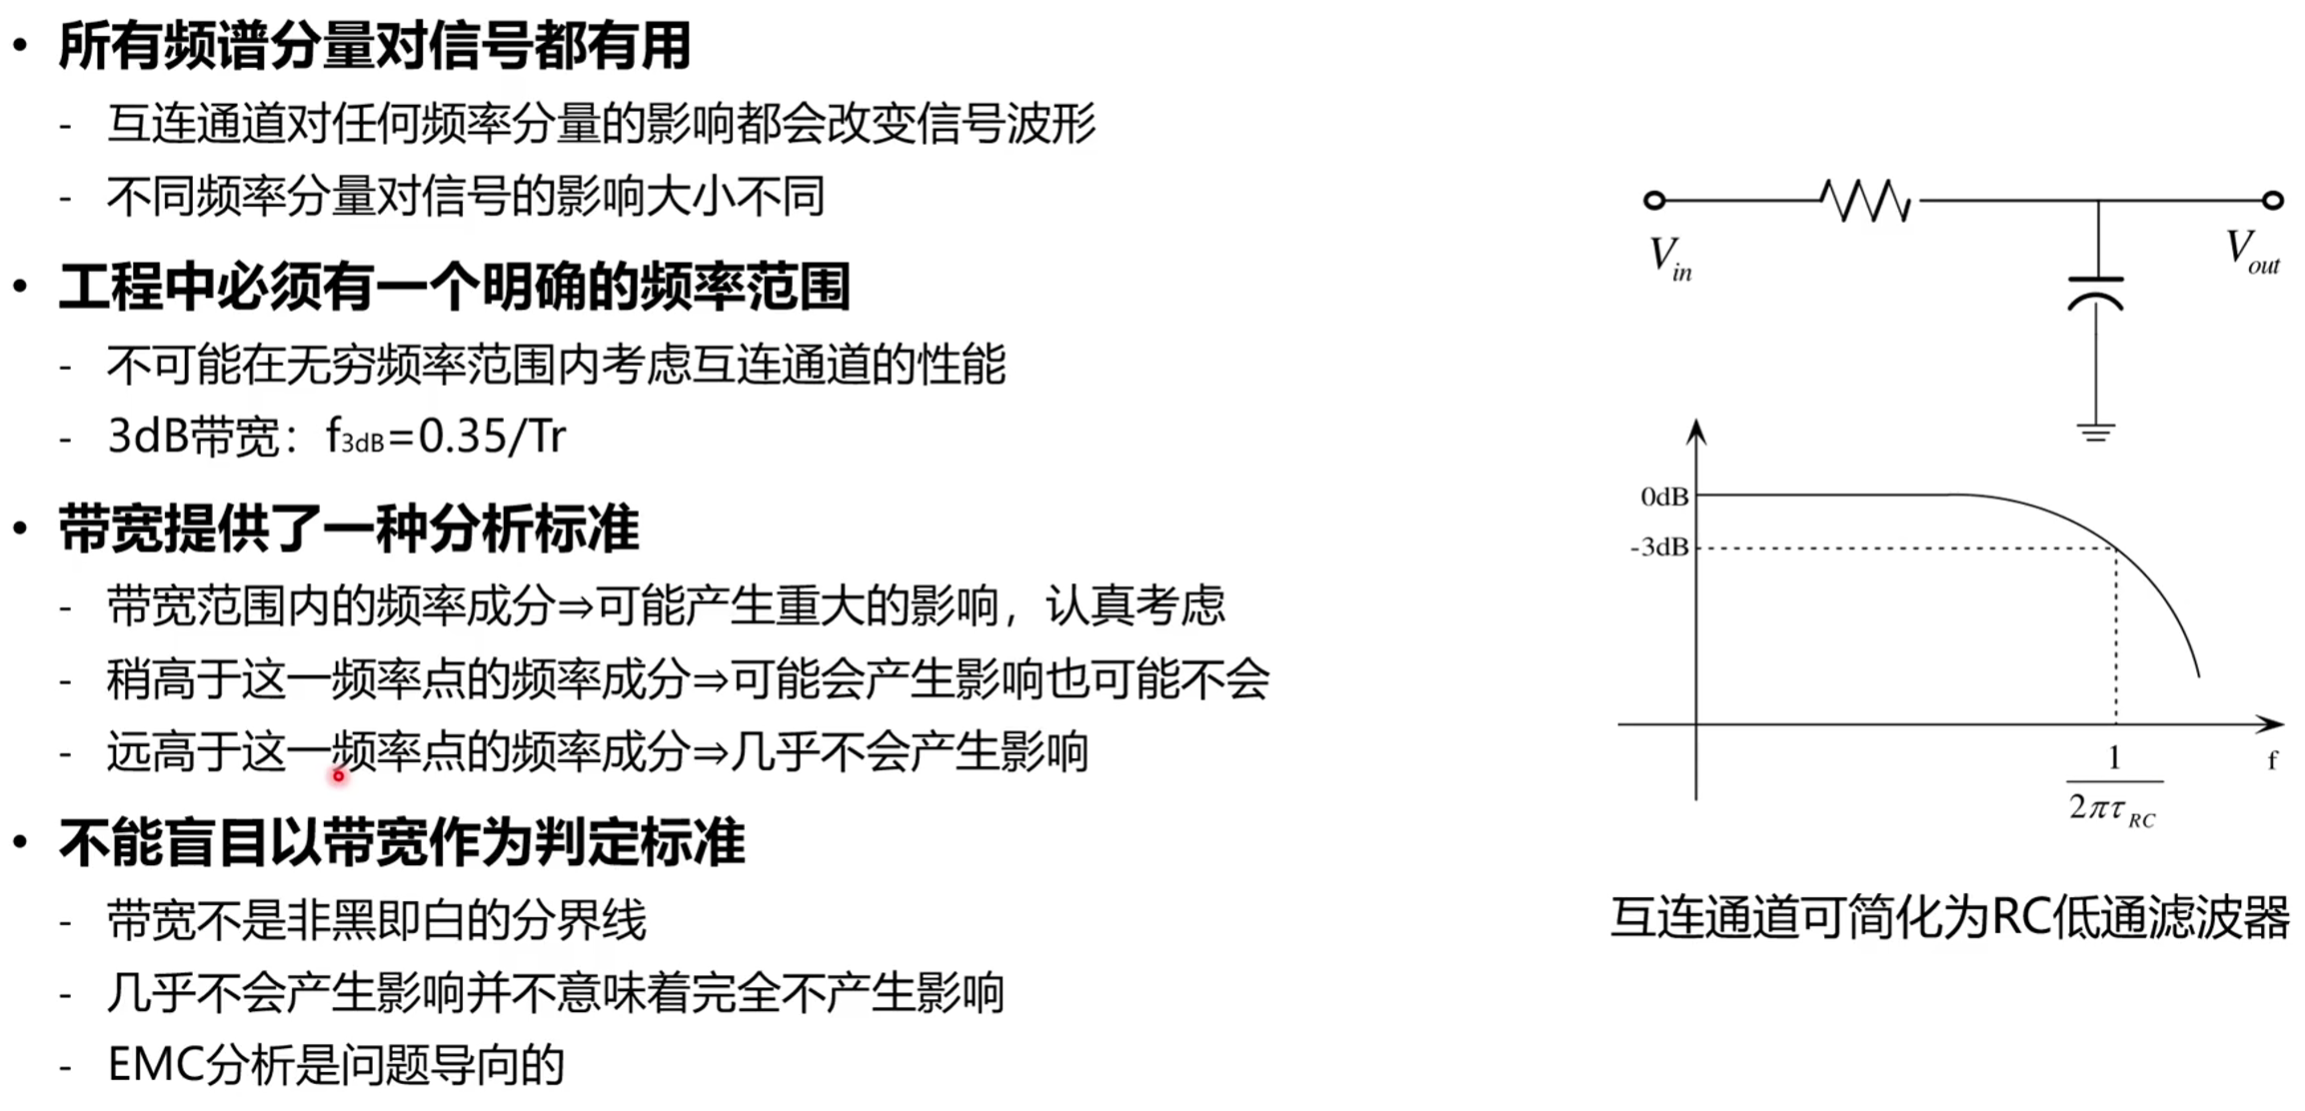 • 所有频谱分量对信号都有用
- 互连通道对任何频率分量的影响都会改变信号波形
- 不同频率分量对信号的影响大小不同
• 工程中必须有一个明确的频率范围
- 不可能在无穷频率范围内考虑互连通道的性能
- 3dB带宽：f3dB=0.35/Tr
• 带宽提供了一种分析标准
- 带宽范围内的频率成分⇒可能产生重大的影响，认真考虑
- 稍高于这一频率点的频率成分⇒可能会产生影响也可能不会
- 远高于这一频率点的频率成分⇒几乎不会产生影响
• 不能盲目以带宽作为判定标准
- 带宽不是非黑即白的分界线
- 几乎不会产生影响并不意味着完全不产生影响
- EMC分析是问题导向的
Vin
Vout
0dB
-3dB
1
2πτRC
f
互连通道可简化为RC低通滤波器